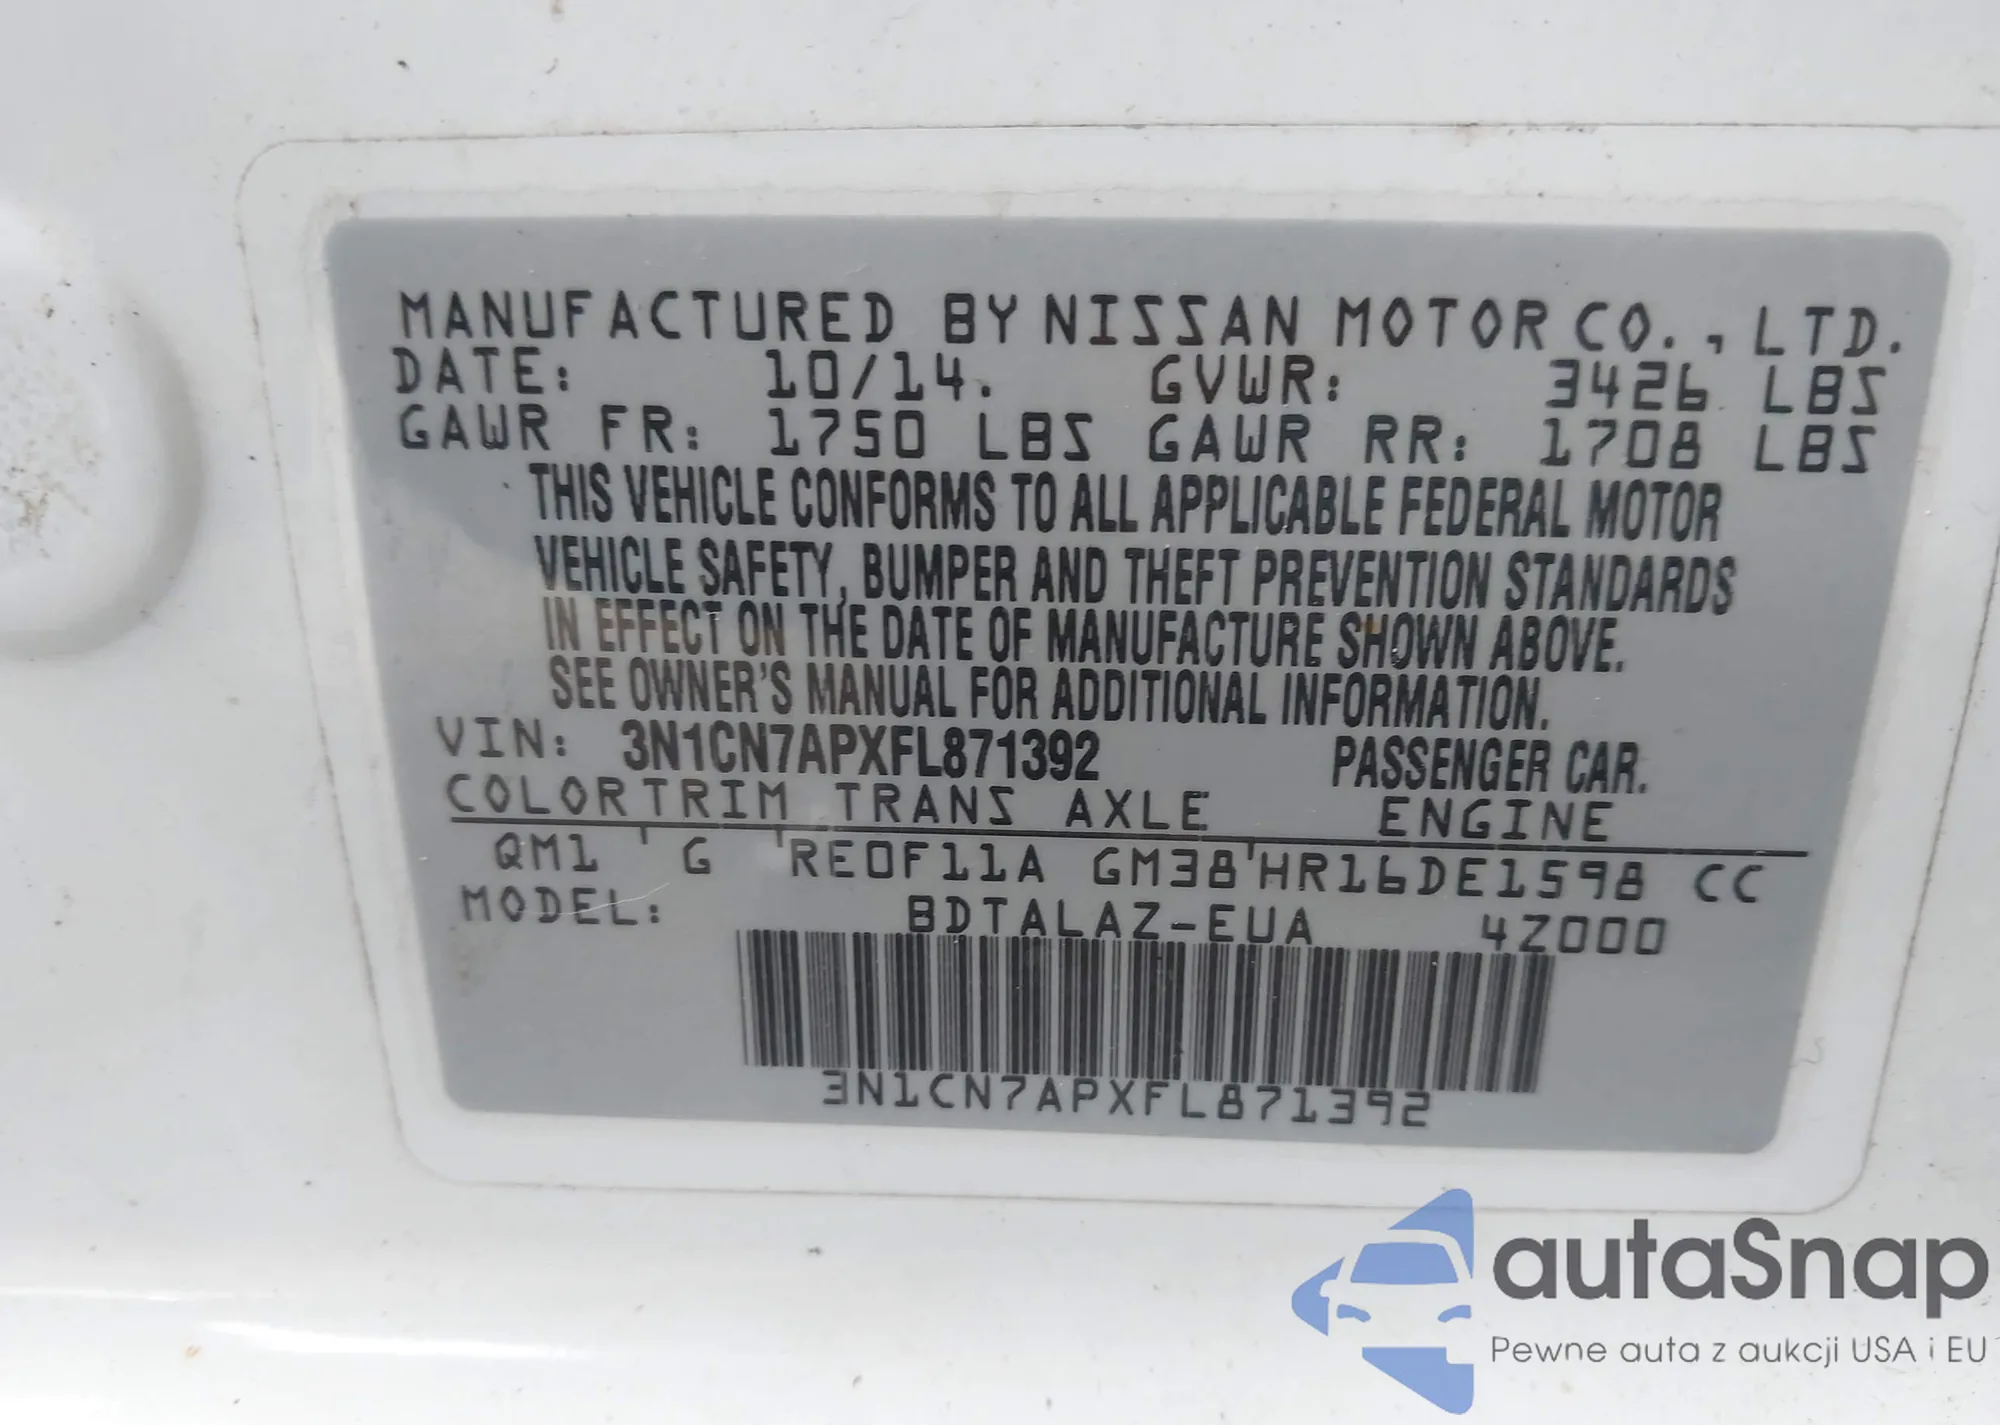 MANUFACTURED BY NISSAN MOTOR CO., LTD.
DATE: 10/14. GVWR: 3426 LBS
GAWR FR: 1750 LBS GAWR RR: 1708 LBS
THIS VEHICLE CONFORMS TO ALL APPLICABLE FEDERAL MOTOR
VEHICLE SAFETY, BUMPER AND THEFT PREVENTION STANDARDS
IN EFFECT ON THE DATE OF MANUFACTURE SHOWN ABOVE.
SEE OWNER'S MANUAL FOR ADDITIONAL INFORMATION.
VIN: 3N1CN7APXFL871392 PASSENGER CAR.
COLOR TRIM TRANS AXLE ENGINE
QM1 G RE0F11A GM38 HR16DE1598 CC
MODEL: BDTALAZ-EUA 4Z000
3N1CN7APXFL871392
autaSnap
Pewne auta z aukcji USA i EU